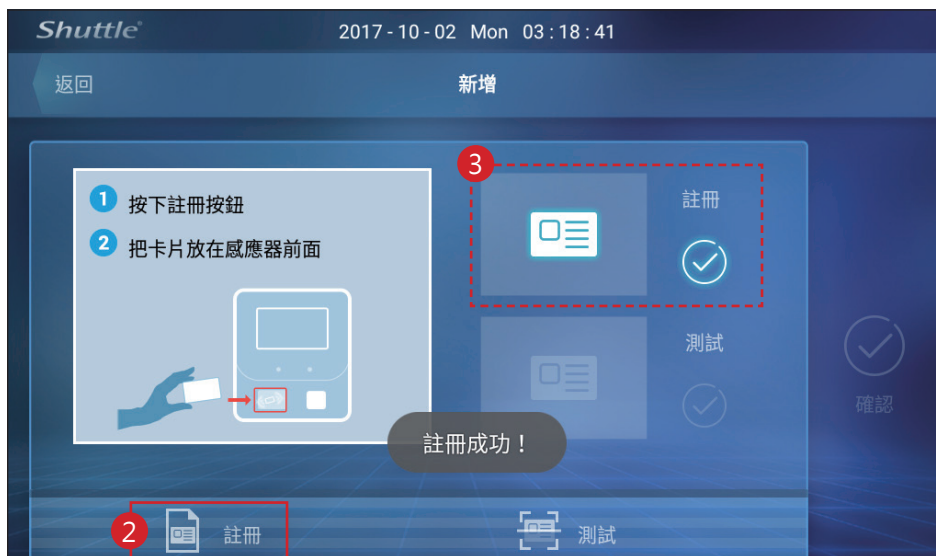 Shuttle® 2017-10-02 Mon 03:18:41
返回 新增
3
1 按下註冊按鈕
註冊
2 把卡片放在感應器前面
測試
確認
註冊成功！
2 註冊 測試